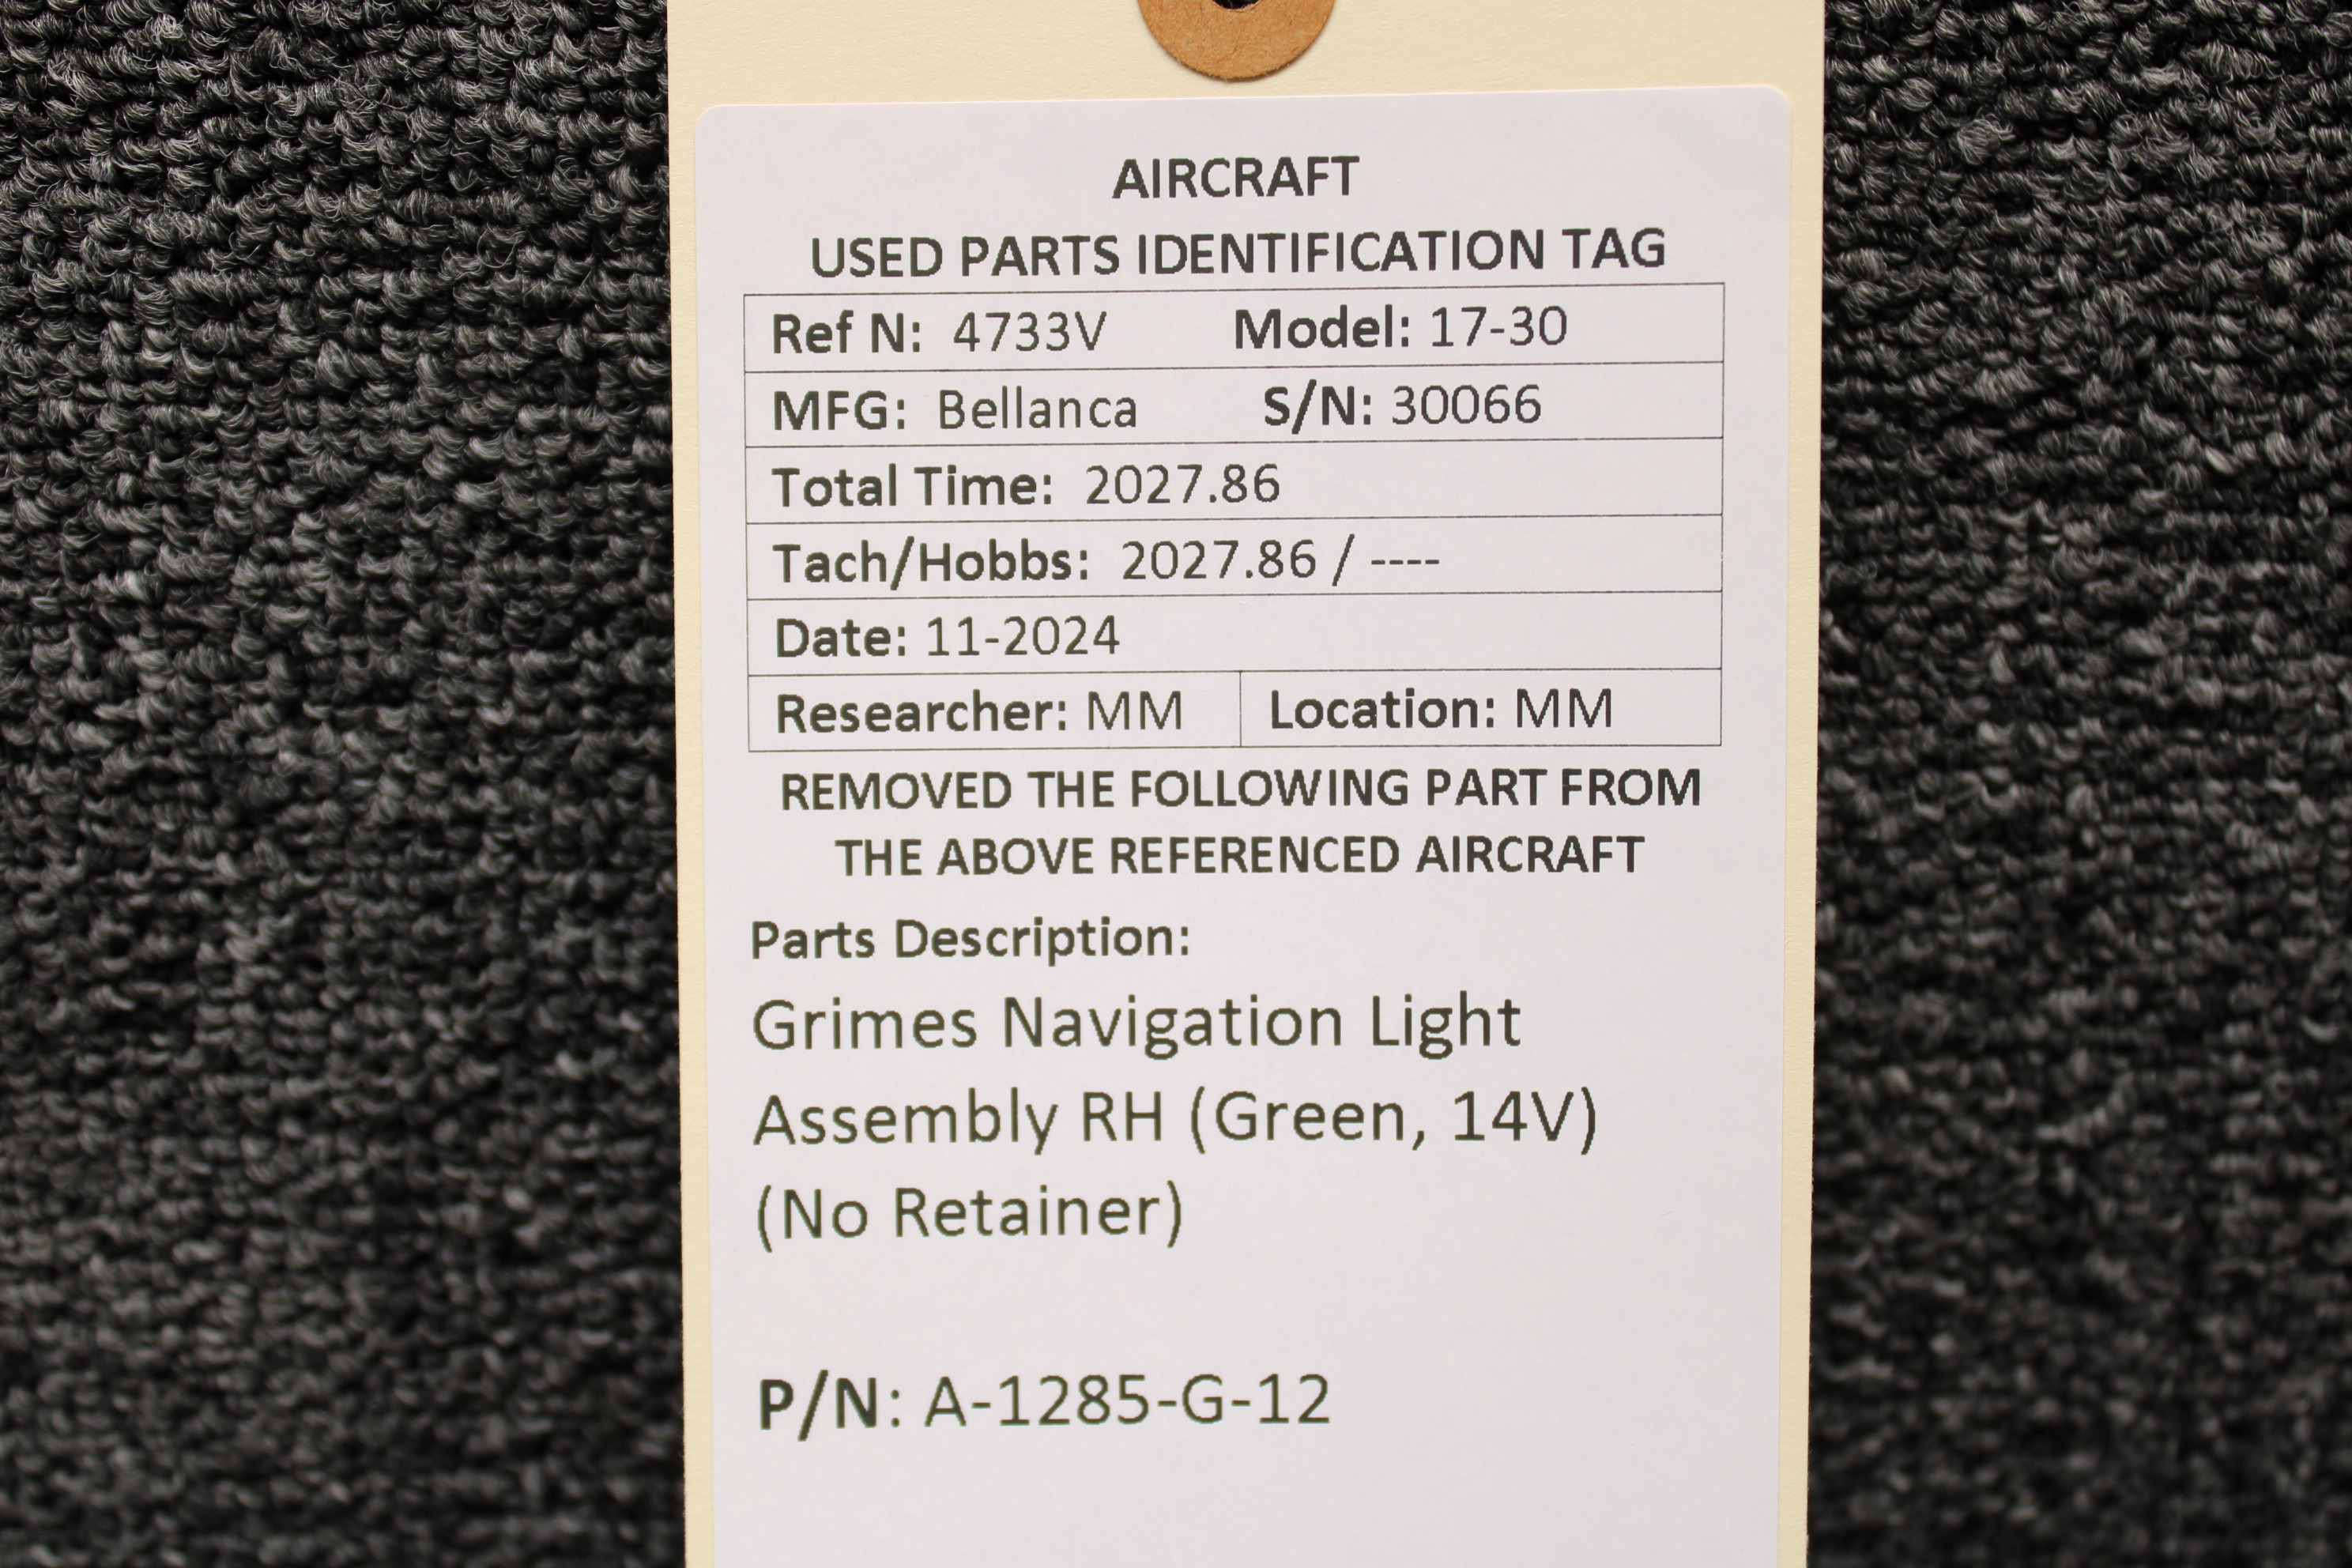 AIRCRAFT
USED PARTS IDENTIFICATION TAG
Ref N: 4733V Model: 17-30
MFG: Bellanca S/N: 30066
Total Time: 2027.86
Tach/Hobbs: 2027.86 / ----
Date: 11-2024
Researcher: MM Location: MM
REMOVED THE FOLLOWING PART FROM
THE ABOVE REFERENCED AIRCRAFT
Parts Description:
Grimes Navigation Light
Assembly RH (Green, 14V)
(No Retainer)
P/N: A-1285-G-12